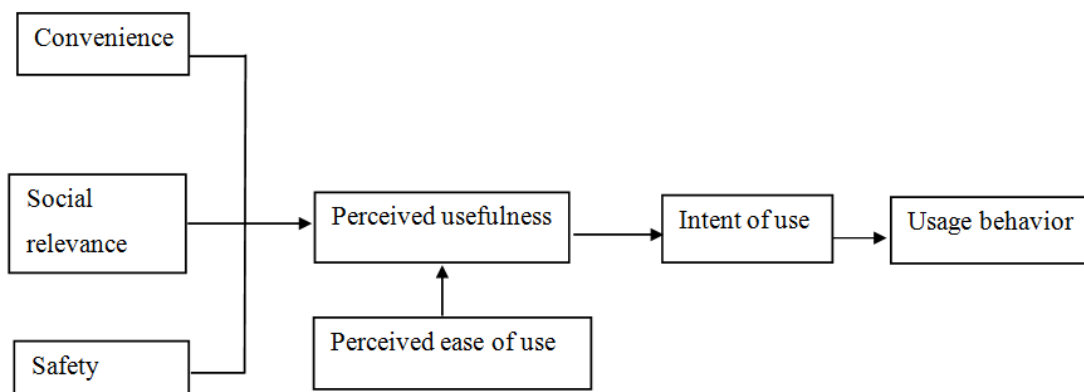 Convenience
Social
relevance
Perceived usefulness
Intent of use
Usage behavior
Perceived ease of use
Safety